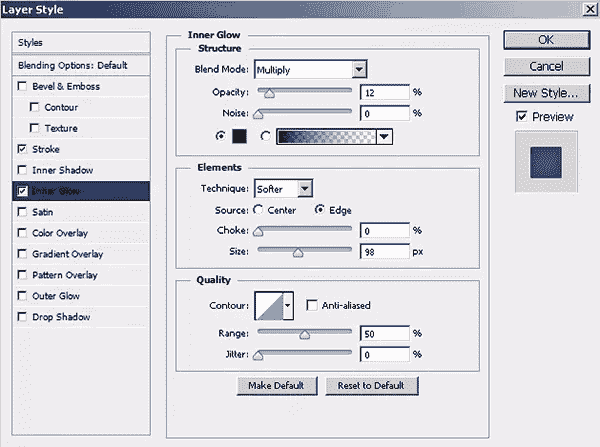 Layer Style
Styles
Blending Options: Default
Bevel & Emboss
Contour
Texture
Stroke
Inner Shadow
Inner Glow
Satin
Color Overlay
Gradient Overlay
Pattern Overlay
Outer Glow
Drop Shadow
Inner Glow
Structure
Blend Mode: Multiply
Opacity: 12 %
Noise: 0 %
Elements
Technique: Softer
Source: Center Edge
Choke: 0 %
Size: 98 px
Quality
Contour: Anti-aliased
Range: 50 %
Jitter: 0 %
Make Default Reset to Default
OK
Cancel
New Style...
Preview